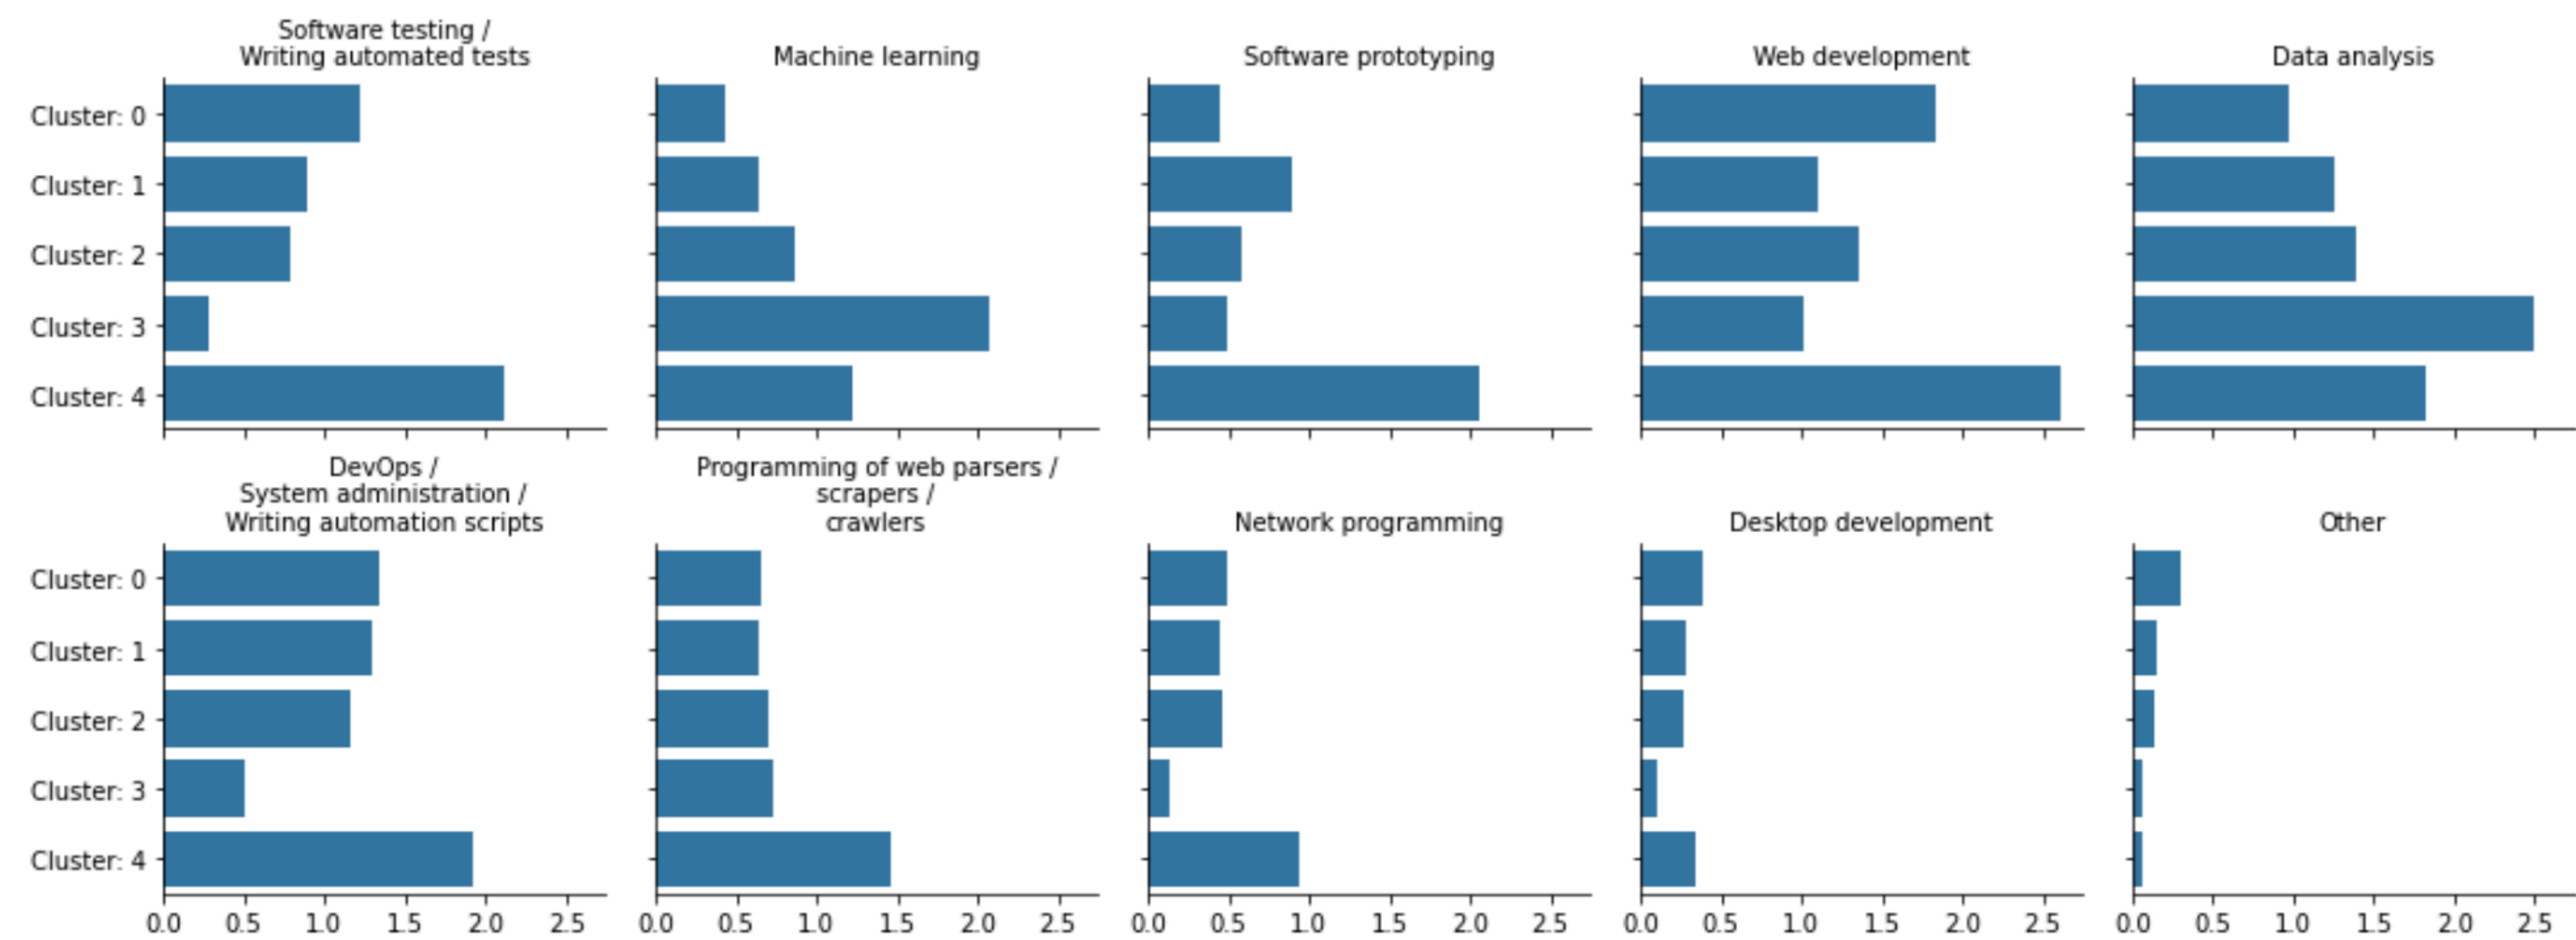 Software testing /
Writing automated tests
Machine learning
Software prototyping
Web development
Data analysis
Cluster: 0
Cluster: 1
Cluster: 2
Cluster: 3
Cluster: 4
DevOps /
System administration /
Writing automation scripts
Programming of web parsers /
scrapers /
crawlers
Network programming
Desktop development
Other
Cluster: 0
Cluster: 1
Cluster: 2
Cluster: 3
Cluster: 4
0.0 0.5 1.0 1.5 2.0 2.5
0.0 0.5 1.0 1.5 2.0 2.5
0.0 0.5 1.0 1.5 2.0 2.5
0.0 0.5 1.0 1.5 2.0 2.5
0.0 0.5 1.0 1.5 2.0 2.5